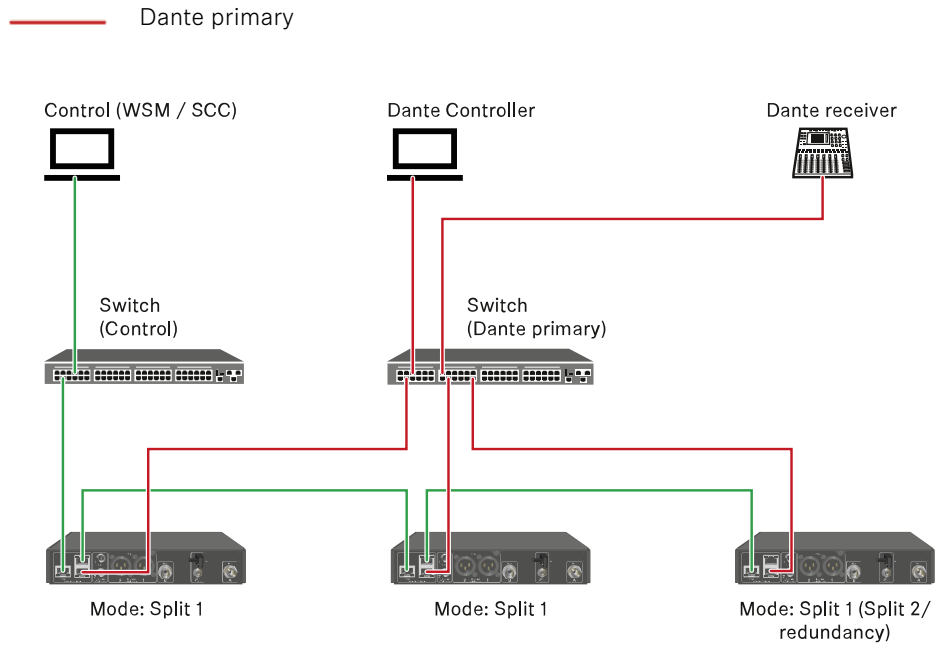 Dante primary
Control (WSM / SCC)
Dante Controller
Dante receiver
Switch
(Control)
Switch
(Dante primary)
Mode: Split 1
Mode: Split 1
Mode: Split 1 (Split 2/
redundancy)